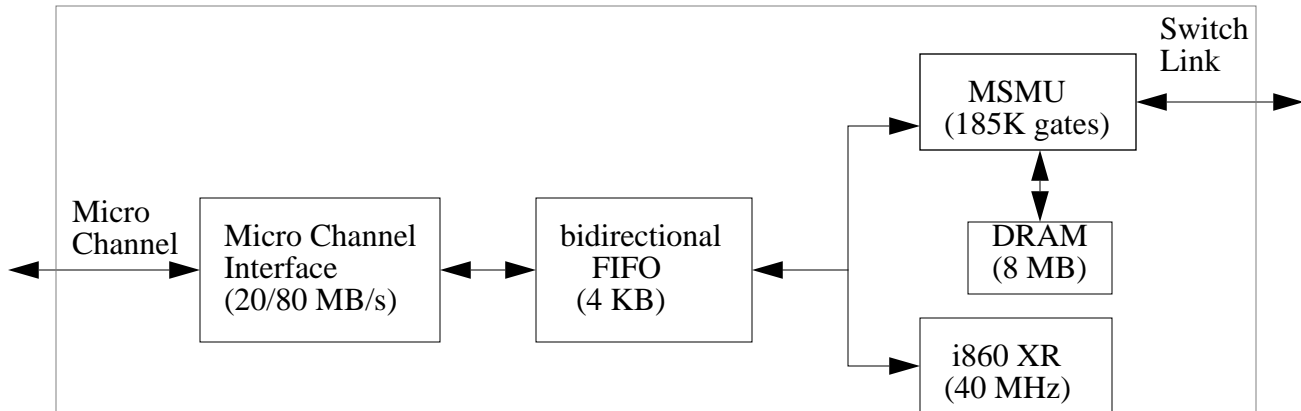 Switch
Link
MSMU
(185K gates)
Micro
Channel
Micro Channel
Interface
(20/80 MB/s)
bidirectional
FIFO
(4 KB)
DRAM
(8 MB)
i860 XR
(40 MHz)